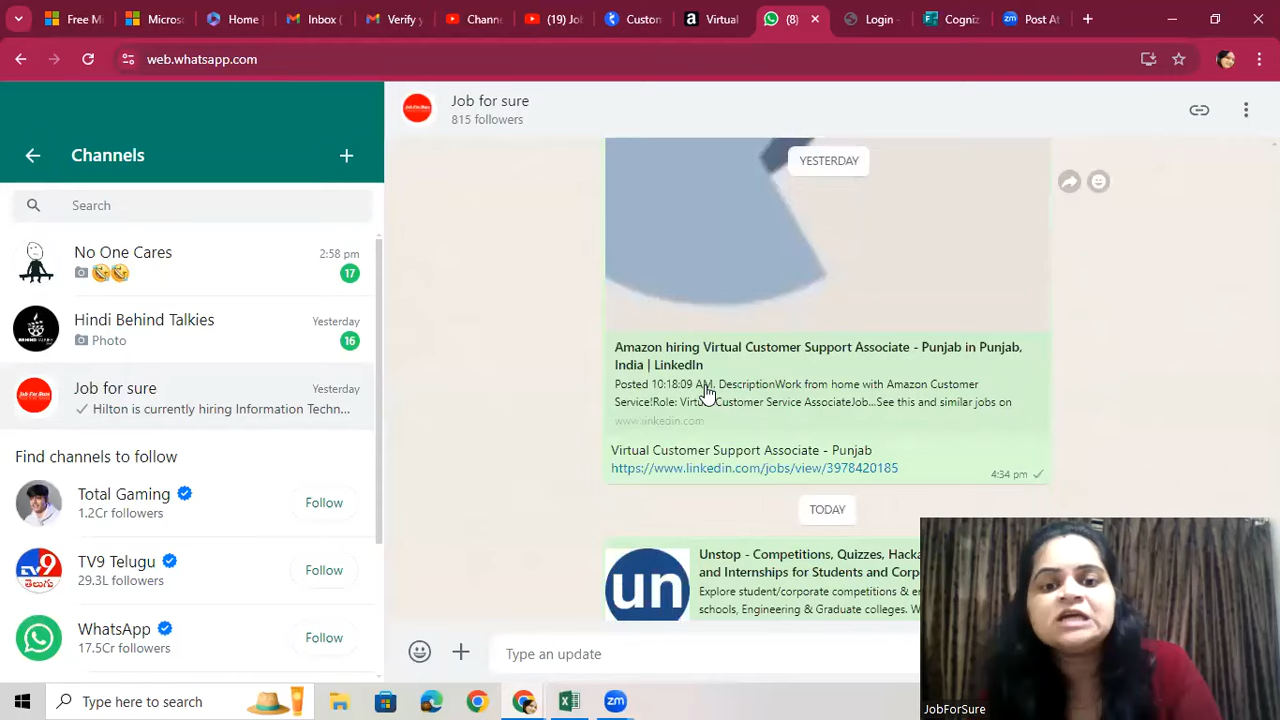 Free M
Micros
Home
Inbox (
Verify y
Chann
(19) Jo
Custom
Virtual
(8)
Login -
Cogniz
Post At
web.whatsapp.com
Channels
Search
No One Cares
2:58 pm
17
Hindi Behind Talkies
Yesterday
Photo
16
Job for sure
Yesterday
Hilton is currently hiring Information Techn...
Find channels to follow
Total Gaming
1.2Cr followers
Follow
TV9 Telugu
29.3L followers
Follow
WhatsApp
17.5Cr followers
Follow
Job for sure
815 followers
YESTERDAY
Amazon hiring Virtual Customer Support Associate - Punjab in Punjab,
India | LinkedIn
Posted 10:18:09 AM. DescriptionWork from home with Amazon Customer
Service!Role: Virtual Customer Service AssociateJob...See this and similar jobs on
www.linkedin.com
Virtual Customer Support Associate - Punjab
https://www.linkedin.com/jobs/view/3978420185
4:34 pm
TODAY
un
Unstop - Competitions, Quizzes, Hacka
and Internships for Students and Corp
Explore student/corporate competitions & e
schools, Engineering & Graduate colleges. W
Type an update
JobForSure
Type here to search
zm